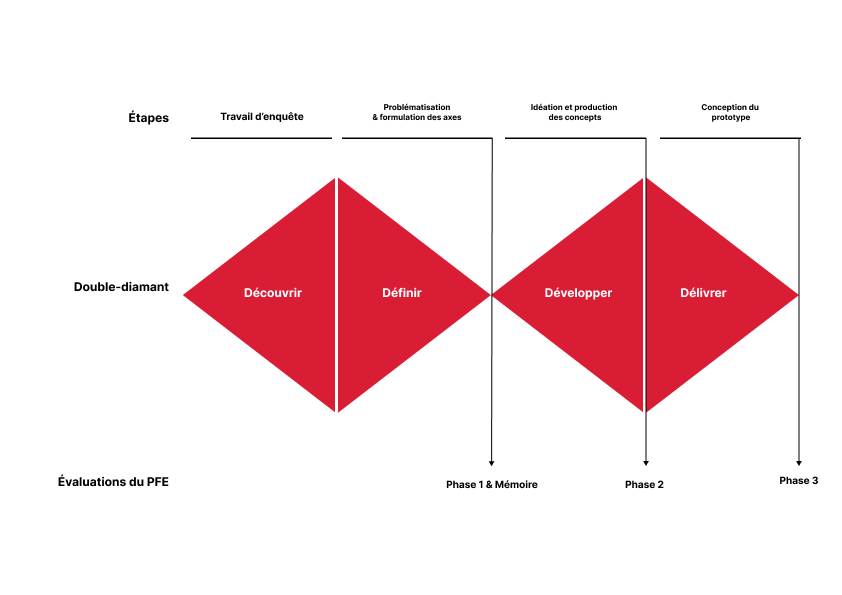 Étapes
Travail d’enquête
Problématisation
& formulation des axes
Idéation et production
des concepts
Conception du
prototype
Double-diamant
Découvrir
Définir
Développer
Délivrer
Évaluations du PFE
Phase 1 & Mémoire
Phase 2
Phase 3